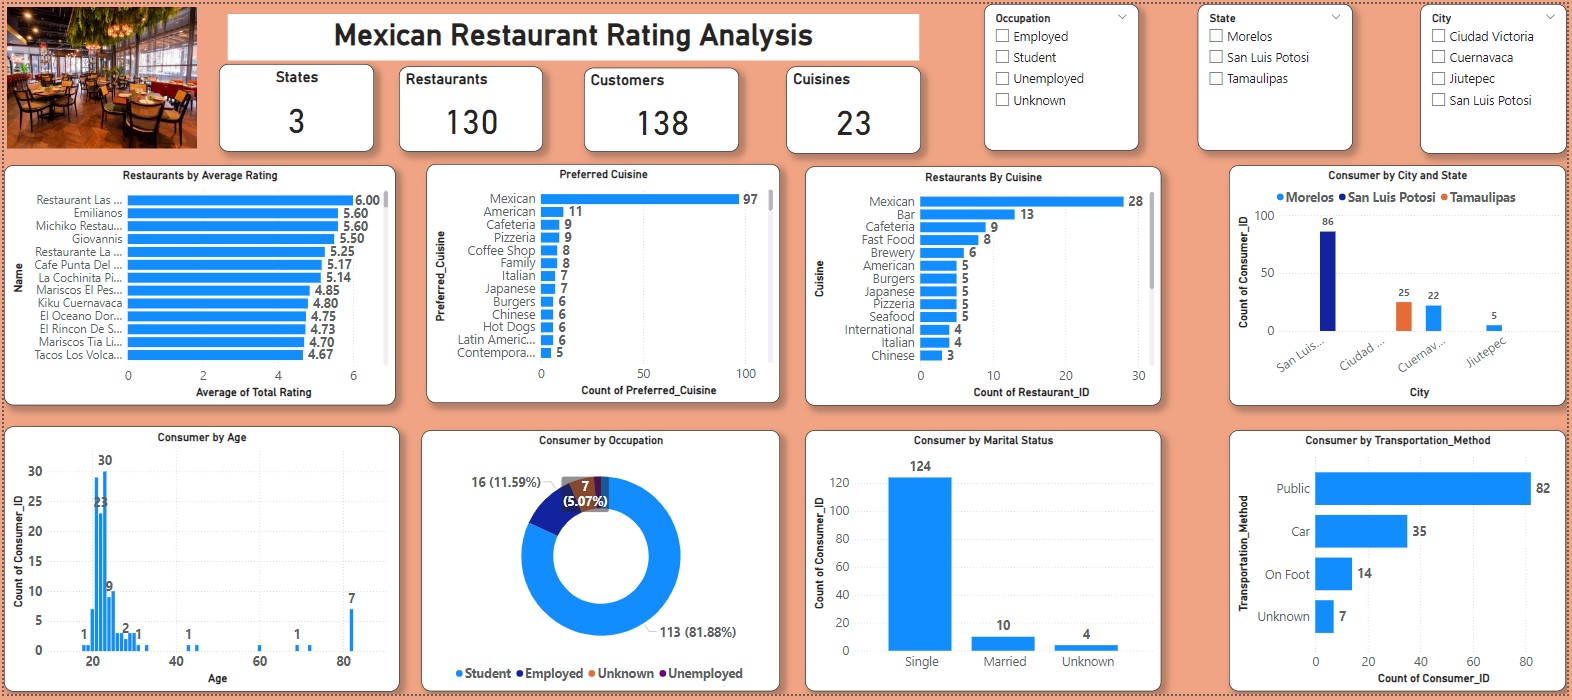 Mexican Restaurant Rating Analysis
States
3
Restaurants
130
Customers
138
Cuisines
23
Occupation
Employed
Student
Unemployed
Unknown
State
Morelos
San Luis Potosi
Tamaulipas
City
Ciudad Victoria
Cuernavaca
Jiutepec
San Luis Potosi
Restaurants by Average Rating
Name
Restaurant Las ... 6.00
Emilianos 5.60
Michiko Restau... 5.60
Giovannis 5.50
Restaurante La ... 5.25
Cafe Punta Del ... 5.17
La Cochinita Pi... 5.14
Mariscos El Pes... 4.85
Kiku Cuernavaca 4.80
El Oceano Dor... 4.75
El Rincon De S... 4.73
Mariscos Tia Li... 4.70
Tacos Los Volca... 4.67
0 2 4 6
Average of Total Rating
Preferred Cuisine
Preferred_Cuisine
Mexican 97
American 11
Cafeteria 9
Pizzeria 9
Coffee Shop 8
Family 8
Italian 7
Japanese 7
Burgers 6
Chinese 6
Hot Dogs 6
Latin Americ... 6
Contempora... 5
0 50 100
Count of Preferred_Cuisine
Restaurants By Cuisine
Cuisine
Mexican 28
Bar 13
Cafeteria 9
Fast Food 8
Brewery 6
American 5
Burgers 5
Japanese 5
Pizzeria 5
Seafood 5
International 4
Italian 4
Chinese 3
0 10 20 30
Count of Restaurant_ID
Consumer by City and State
Morelos San Luis Potosi Tamaulipas
Count of Consumer_ID
100
50
0
86 25 22 5
San Luis... Ciudad ... Cuernav... Jiutepec
City
Consumer by Age
Count of Consumer_ID
30
25
20
15
10
5
0
1 23 30 9 2 1 1 1 7
20 40 60 80
Age
Consumer by Occupation
16 (11.59%)
7
(5.07%)
113 (81.88%)
Student Employed Unknown Unemployed
Consumer by Marital Status
Count of Consumer_ID
120
100
80
60
40
20
0
124 10 4
Single Married Unknown
Consumer by Transportation_Method
Transportation_Method
Public 82
Car 35
On Foot 14
Unknown 7
0 20 40 60 80
Count of Consumer_ID